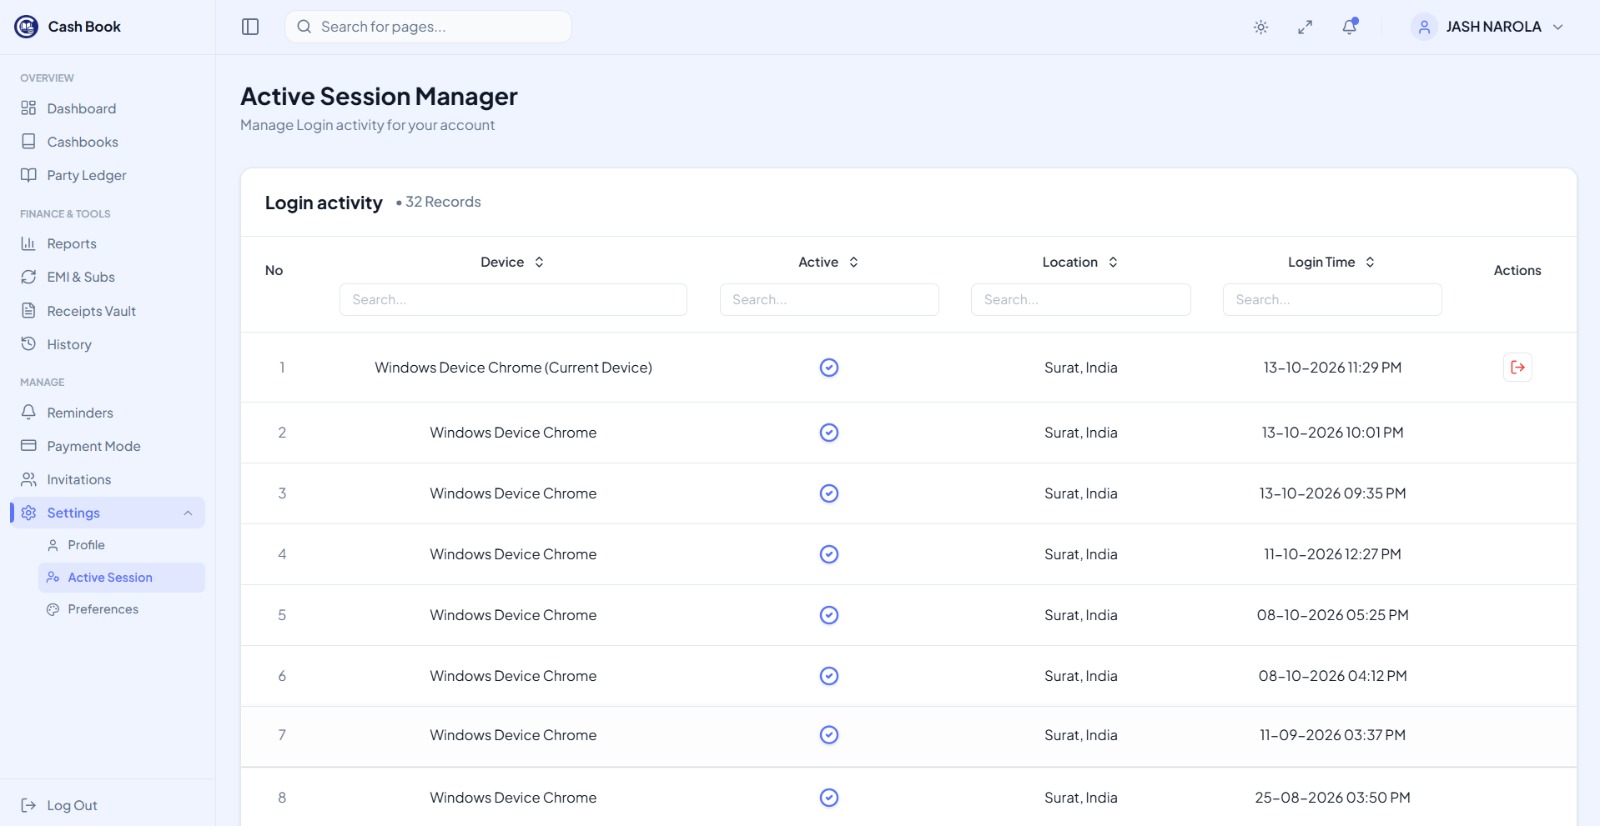 Cash Book
Search for pages...
JASH NAROLA
OVERVIEW
Dashboard
Cashbooks
Party Ledger
FINANCE & TOOLS
Reports
EMI & Subs
Receipts Vault
History
MANAGE
Reminders
Payment Mode
Invitations
Settings
Profile
Active Session
Preferences
Log Out
Active Session Manager
Manage Login activity for your account
Login activity • 32 Records
No Device Active Location Login Time Actions
Search... Search... Search... Search...
1 Windows Device Chrome (Current Device) Surat, India 13-10-2026 11:29 PM
2 Windows Device Chrome Surat, India 13-10-2026 10:01 PM
3 Windows Device Chrome Surat, India 13-10-2026 09:35 PM
4 Windows Device Chrome Surat, India 11-10-2026 12:27 PM
5 Windows Device Chrome Surat, India 08-10-2026 05:25 PM
6 Windows Device Chrome Surat, India 08-10-2026 04:12 PM
7 Windows Device Chrome Surat, India 11-09-2026 03:37 PM
8 Windows Device Chrome Surat, India 25-08-2026 03:50 PM